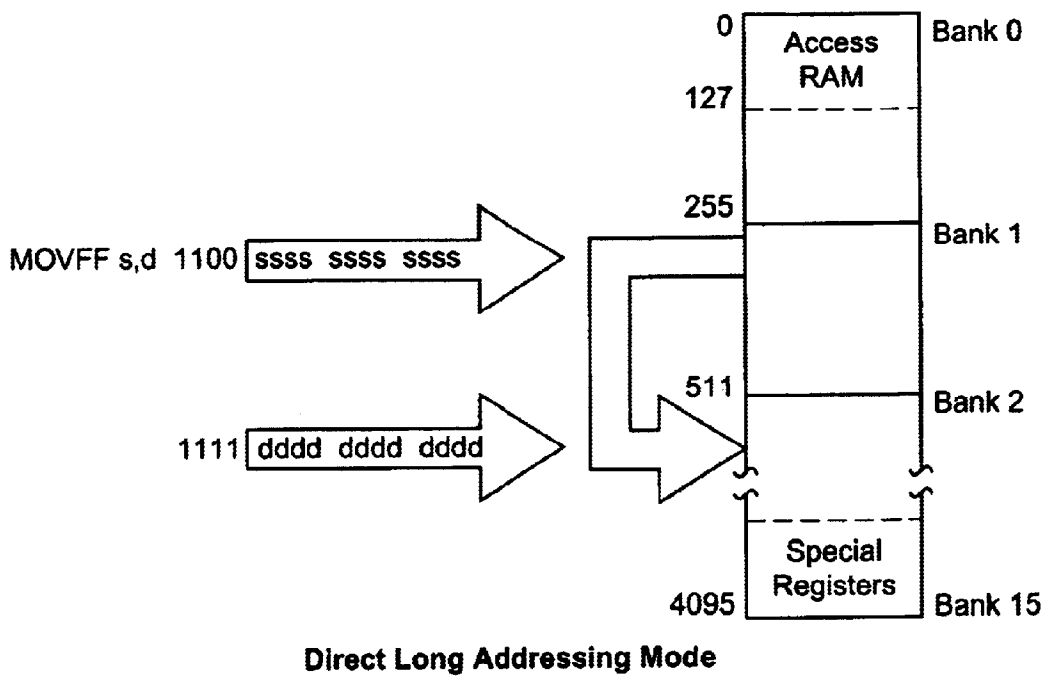 0
Bank 0
Access
RAM
127
255
Bank 1
MOVFF s,d 1100 ssss ssss ssss
511
Bank 2
1111 dddd dddd dddd
Special
Registers
4095
Bank 15
Direct Long Addressing Mode